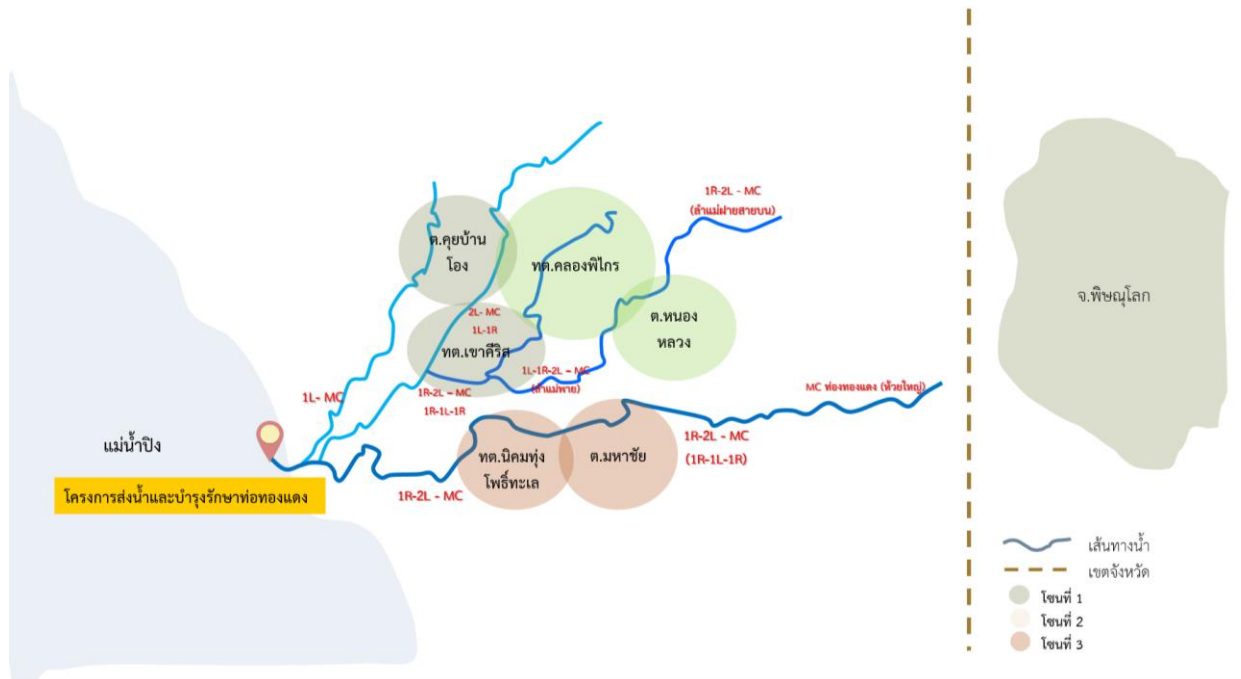 1R-2L - MC
(ลำแม่ฝายสายบน)
ต.คุยบ้าน
โอง
ทต.คลองพิไกร
จ.พิษณุโลก
2L- MC
1L-1R
ต.หนอง
หลวง
ทต.เขาคีริส
1L-1R-2L – MC
(ลำแม่พาย)
1L- MC
1R-2L – MC
1R-1L-1R
MC ท่องทองแดง (ห้วยใหญ่)
แม่น้ำปิง
1R-2L - MC
(1R-1L-1R)
ทต.นิคมทุ่ง
โพธิ์ทะเล
ต.มหาชัย
โครงการส่งน้ำและบำรุงรักษาท่อทองแดง
1R-2L - MC
เส้นทางน้ำ
เขตจังหวัด
โซนที่ 1
โซนที่ 2
โซนที่ 3